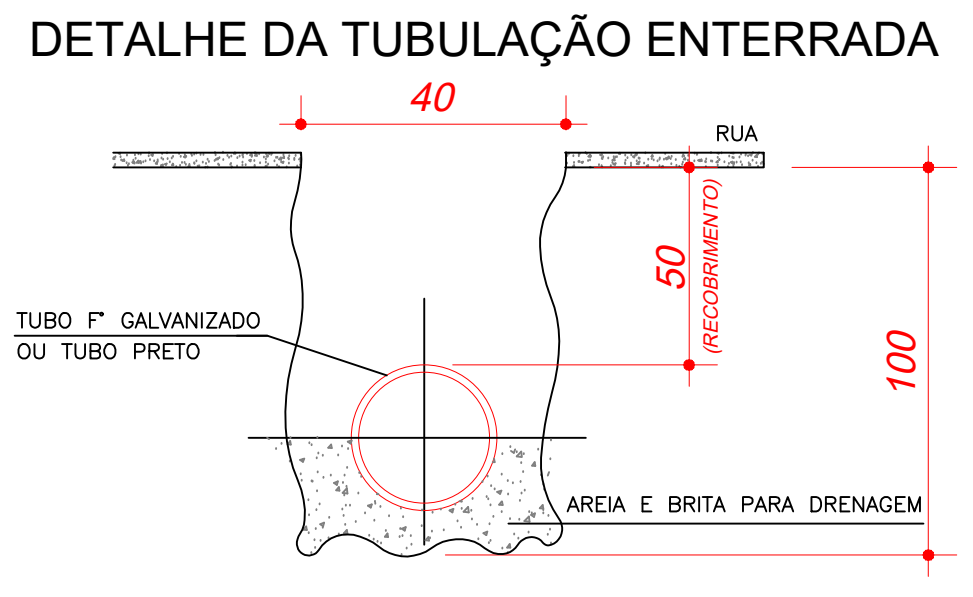 DETALHE DA TUBULAÇÃO ENTERRADA
40
RUA
50
(RECOBRIMENTO)
100
TUBO F° GALVANIZADO
OU TUBO PRETO
AREIA E BRITA PARA DRENAGEM